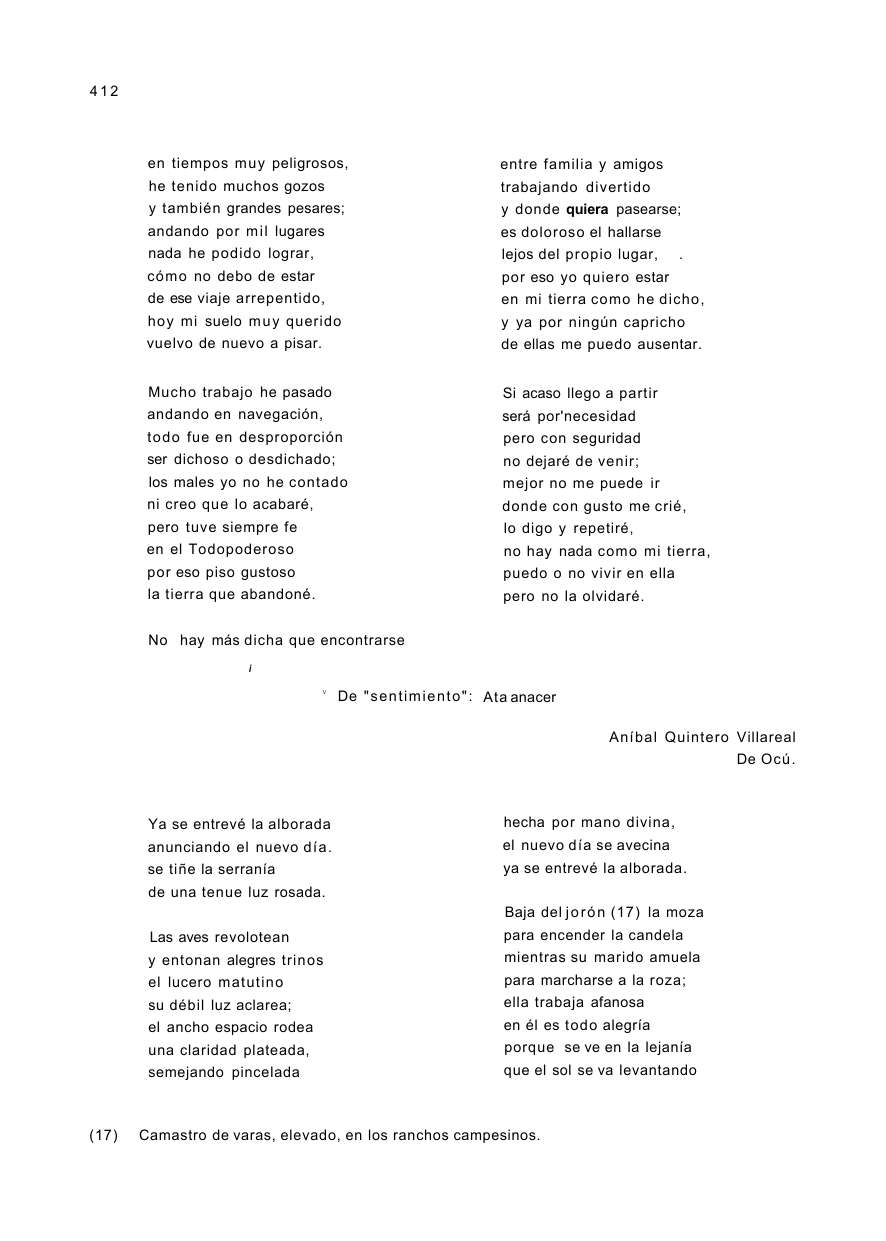 412
en tiempos muy peligrosos,
he tenido muchos gozos
y también grandes pesares;
andando por mil lugares
nada he podido lograr,
cómo no debo de estar
de ese viaje arrepentido,
hoy mi suelo muy querido
vuelvo de nuevo a pisar.
Mucho trabajo he pasado
andando en navegación,
todo fue en desproporción
ser dichoso o desdichado;
los males yo no he contado
ni creo que lo acabaré,
pero tuve siempre fe
en el Todopoderoso
por eso piso gustoso
la tierra que abandoné.
No hay más dicha que encontrarse
entre familia y amigos
trabajando divertido
y donde quiera pasearse;
es doloroso el hallarse
lejos del propio lugar, .
por eso yo quiero estar
en mi tierra como he dicho,
y ya por ningún capricho
de ellas me puedo ausentar.
Si acaso llego a partir
será por'necesidad
pero con seguridad
no dejaré de venir;
mejor no me puede ir
donde con gusto me crié,
lo digo y repetiré,
no hay nada como mi tierra,
puedo o no vivir en ella
pero no la olvidaré.
i
v De "sentimiento": Ata anacer
Aníbal Quintero Villareal
De Ocú.
Ya se entrevé la alborada
anunciando el nuevo día.
se tiñe la serranía
de una tenue luz rosada.
Las aves revolotean
y entonan alegres trinos
el lucero matutino
su débil luz aclarea;
el ancho espacio rodea
una claridad plateada,
semejando pincelada
hecha por mano divina,
el nuevo día se avecina
ya se entrevé la alborada.
Baja del jorón (17) la moza
para encender la candela
mientras su marido amuela
para marcharse a la roza;
ella trabaja afanosa
en él es todo alegría
porque se ve en la lejanía
que el sol se va levantando
(17) Camastro de varas, elevado, en los ranchos campesinos.